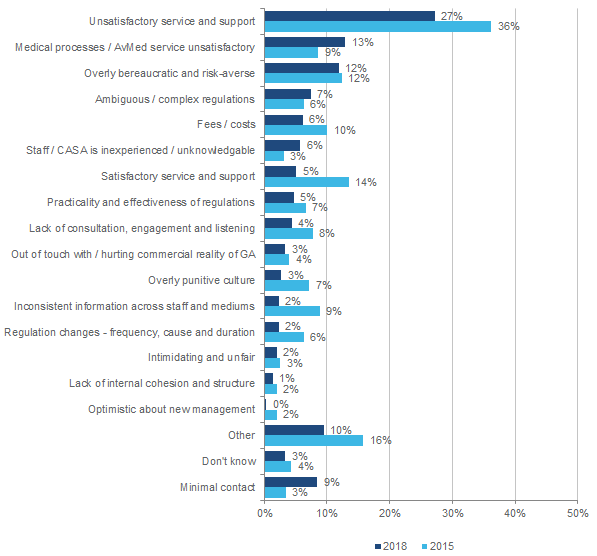 Unsatisfactory service and support
27%
36%
Medical processes / AvMed service unsatisfactory
13%
9%
Overly bereaucratic and risk-averse
12%
12%
Ambiguous / complex regulations
7%
6%
Fees / costs
6%
10%
Staff / CASA is inexperienced / unknowledgable
6%
3%
Satisfactory service and support
5%
14%
Practicality and effectiveness of regulations
5%
7%
Lack of consultation, engagement and listening
4%
8%
Out of touch with / hurting commercial reality of GA
3%
4%
Overly punitive culture
3%
7%
Inconsistent information across staff and mediums
2%
9%
Regulation changes - frequency, cause and duration
2%
6%
Intimidating and unfair
2%
3%
Lack of internal cohesion and structure
1%
2%
Optimistic about new management
0%
2%
Other
10%
16%
Don't know
3%
4%
Minimal contact
9%
3%
0% 10% 20% 30% 40% 50%
2018 2015